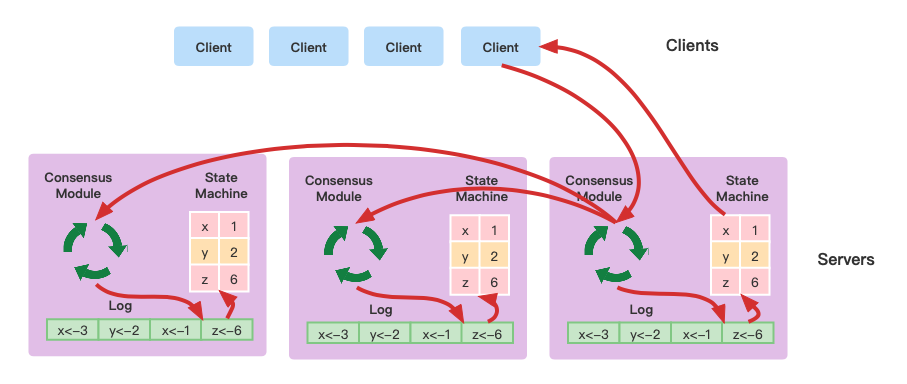 Client
Client
Client
Client
Clients
Consensus
Module
State
Machine
x 1
y 2
z 6
Log
x<-3 y<-2 x<-1 z<-6
Consensus
Module
State
Machine
x 1
y 2
z 6
Log
x<-3 y<-2 x<-1 z<-6
Consensus
Module
State
Machine
x 1
y 2
z 6
Log
x<-3 y<-2 x<-1 z<-6
Servers